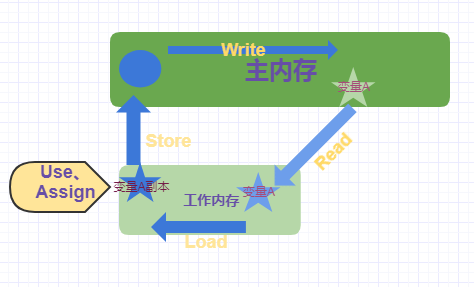 Write
主内存
变量A
Store
Read
Use、
Assign
变量A副本
工作内存
变量A
Load